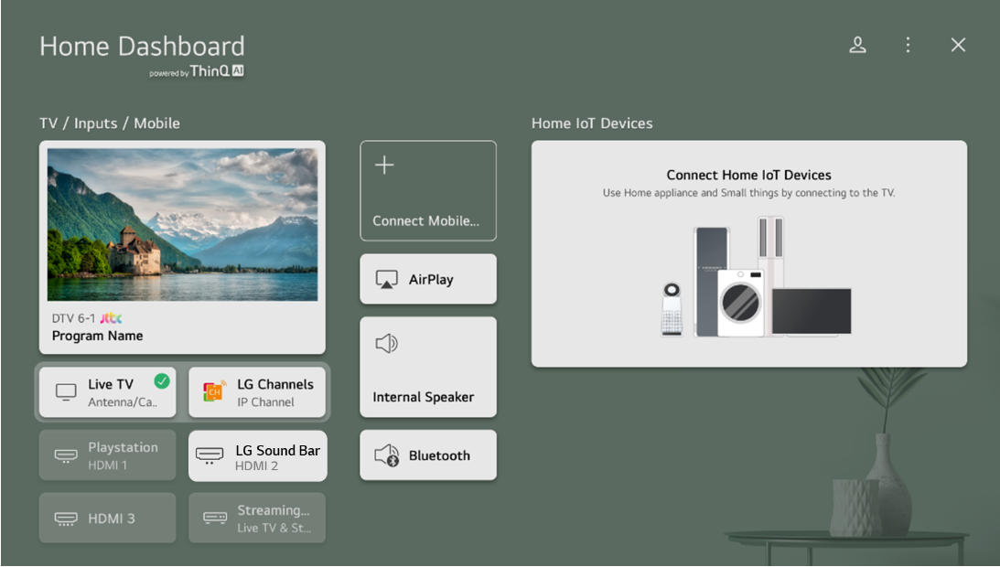 Home Dashboard
powered by ThinQ AI
TV / Inputs / Mobile
DTV 6-1 jtbc
Program Name
Live TV
Antenna/Ca..
LG Channels
CH
IP Channel
Playstation
HDMI 1
LG Sound Bar
HDMI 2
HDMI 3
Streaming...
Live TV & St...
Connect Mobile...
AirPlay
Internal Speaker
Bluetooth
Home IoT Devices
Connect Home IoT Devices
Use Home appliance and Small things by connecting to the TV.